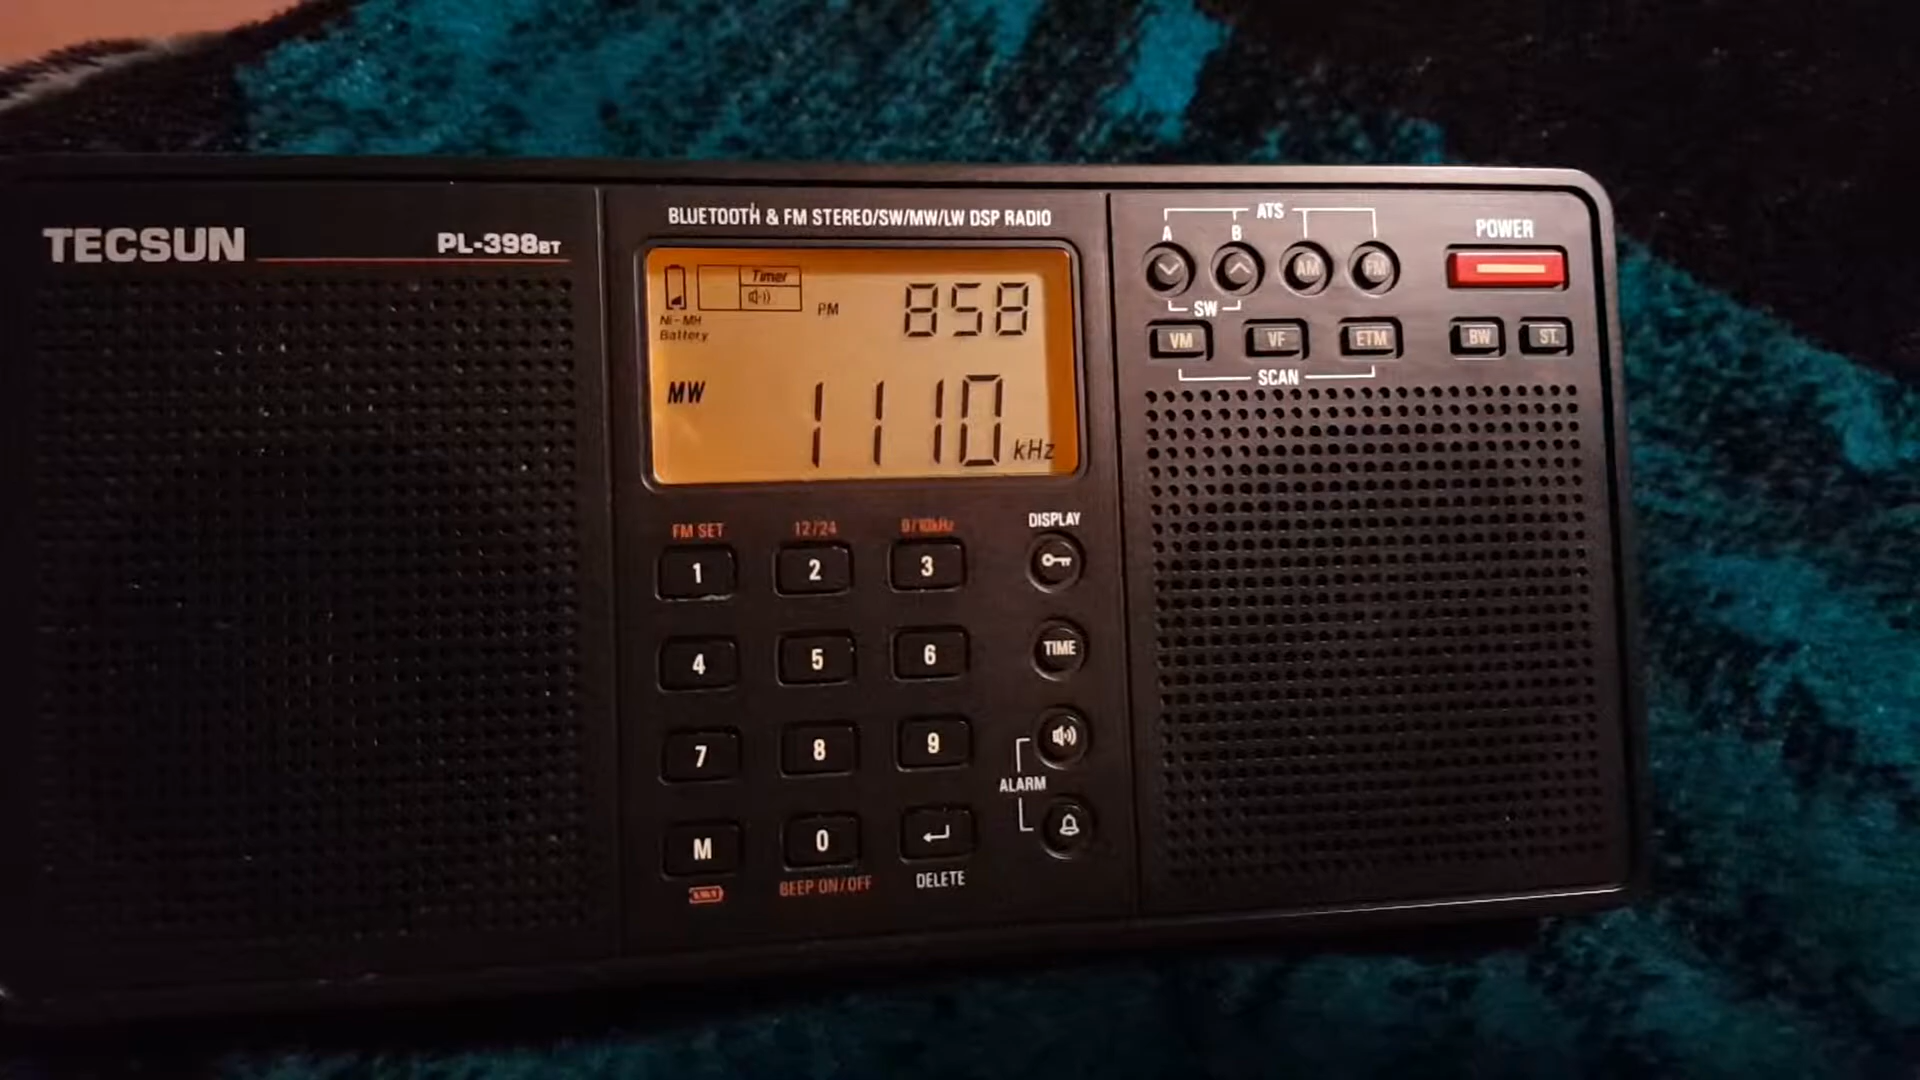 TECSUN
PL-398BT
BLUETOOTH & FM STEREO/SW/MW/LW DSP RADIO
Timer
Ni-MH
Battery
PM
858
MW
1110 kHz
ATS
A B AM FM
SW
VM VF ETM
SCAN
POWER
BW ST.
FM SET 12/24 9/10kHz
1 2 3
DISPLAY
4 5 6
TIME
7 8 9
ALARM
M 0
BEEP ON/OFF
DELETE